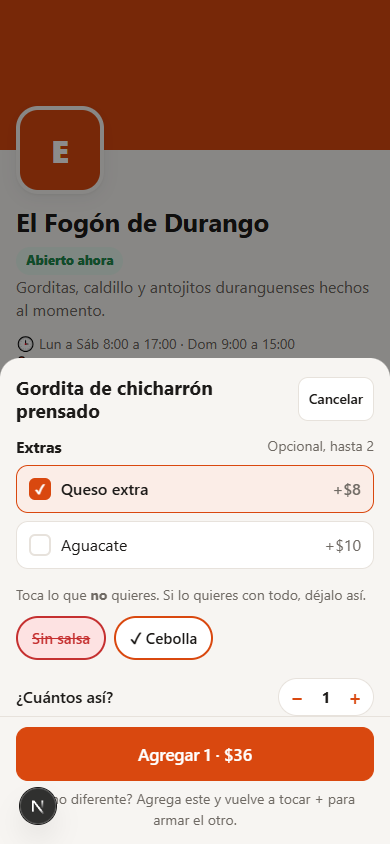 E
El Fogón de Durango
Abierto ahora
Gorditas, caldillo y antojitos duranguenses hechos
al momento.
Lun a Sáb 8:00 a 17:00 · Dom 9:00 a 15:00
Gordita de chicharrón
prensado
Cancelar
Extras
Opcional, hasta 2
Queso extra
+$8
Aguacate
+$10
Toca lo que no quieres. Si lo quieres con todo, déjalo así.
Sin salsa
✓ Cebolla
¿Cuántos así?
− 1 +
Agregar 1 · $36
N
diferente? Agrega este y vuelve a tocar + para
armar el otro.